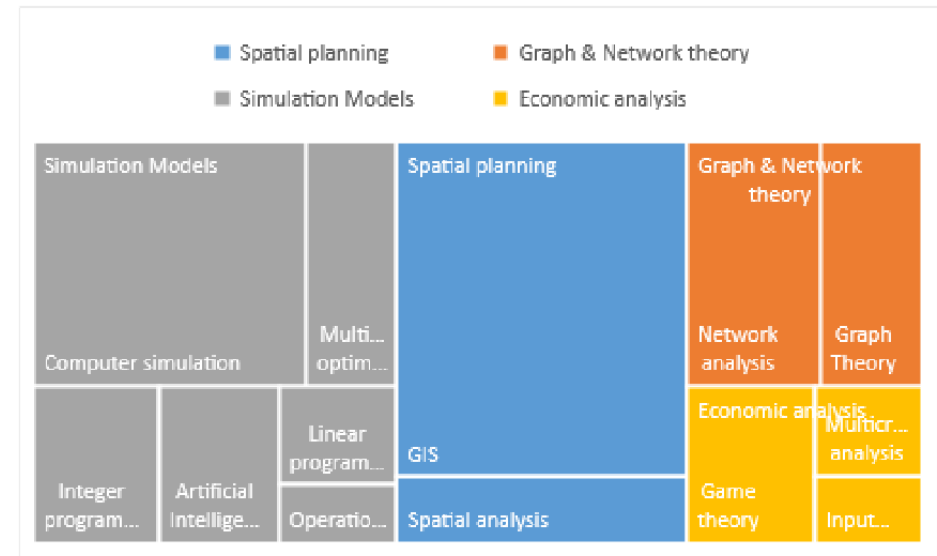 Spatial planning
Graph & Network theory
Simulation Models
Economic analysis
Simulation Models
Computer simulation
Multi...
optim...
Integer
program...
Artificial
Intellige...
Linear
program...
Operatio...
Spatial planning
GIS
Spatial analysis
Graph & Network
theory
Network
analysis
Graph
Theory
Economic analysis
Game
theory
Multicr...
analysis
Input...